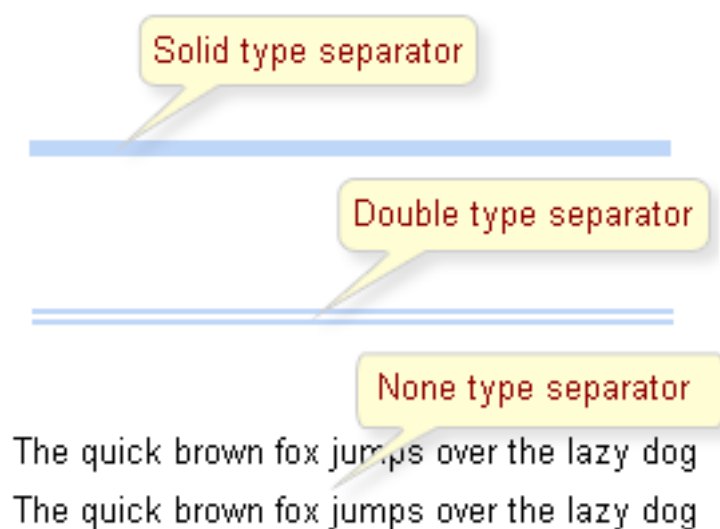 Solid type separator
Double type separator
None type separator
The quick brown fox jumps over the lazy dog
The quick brown fox jumps over the lazy dog